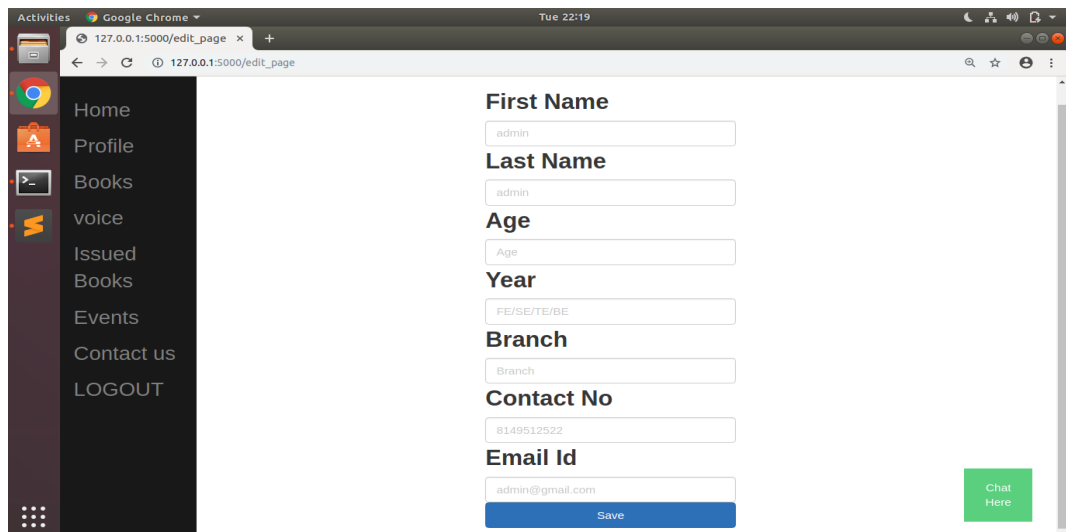 Activities Google Chrome Tue 22:19
127.0.0.1:5000/edit_page × +
127.0.0.1:5000/edit_page
Home
Profile
Books
voice
Issued
Books
Events
Contact us
LOGOUT
First Name
admin
Last Name
admin
Age
Age
Year
FE/SE/TE/BE
Branch
Branch
Contact No
8149512522
Email Id
admin@gmail.com
Save
Chat
Here